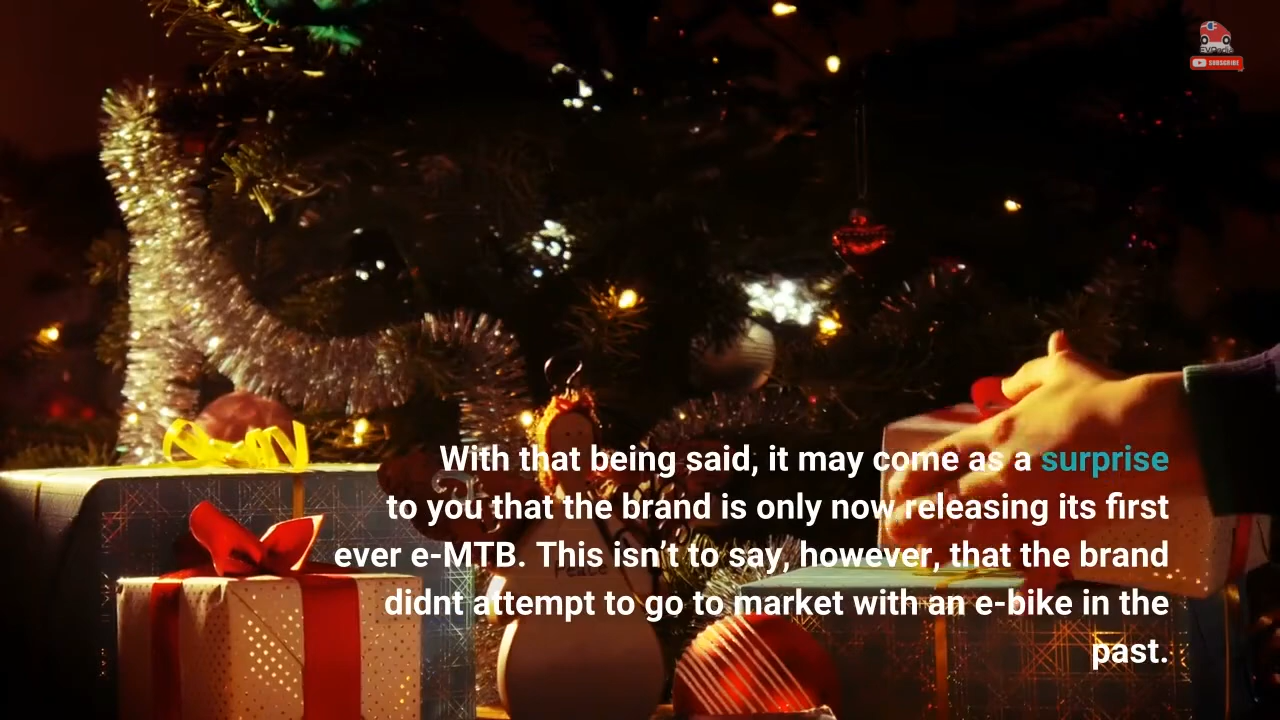 EVPedia
SUBSCRIBE
With that being said, it may come as a surprise
to you that the brand is only now releasing its first
ever e-MTB. This isn’t to say, however, that the brand
didnt attempt to go to market with an e-bike in the
past.